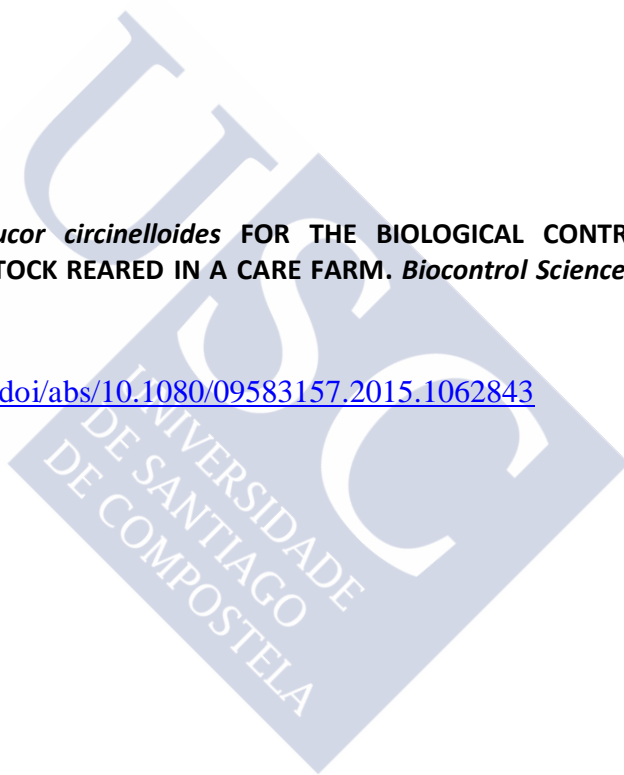 ucor circinelloides FOR THE BIOLOGICAL CONTR
TOCK REARED IN A CARE FARM. Biocontrol Science
doi/abs/10.1080/09583157.2015.1062843
USC
UNIVERSIDADE
DE SANTIAGO
DE COMPOSTELA